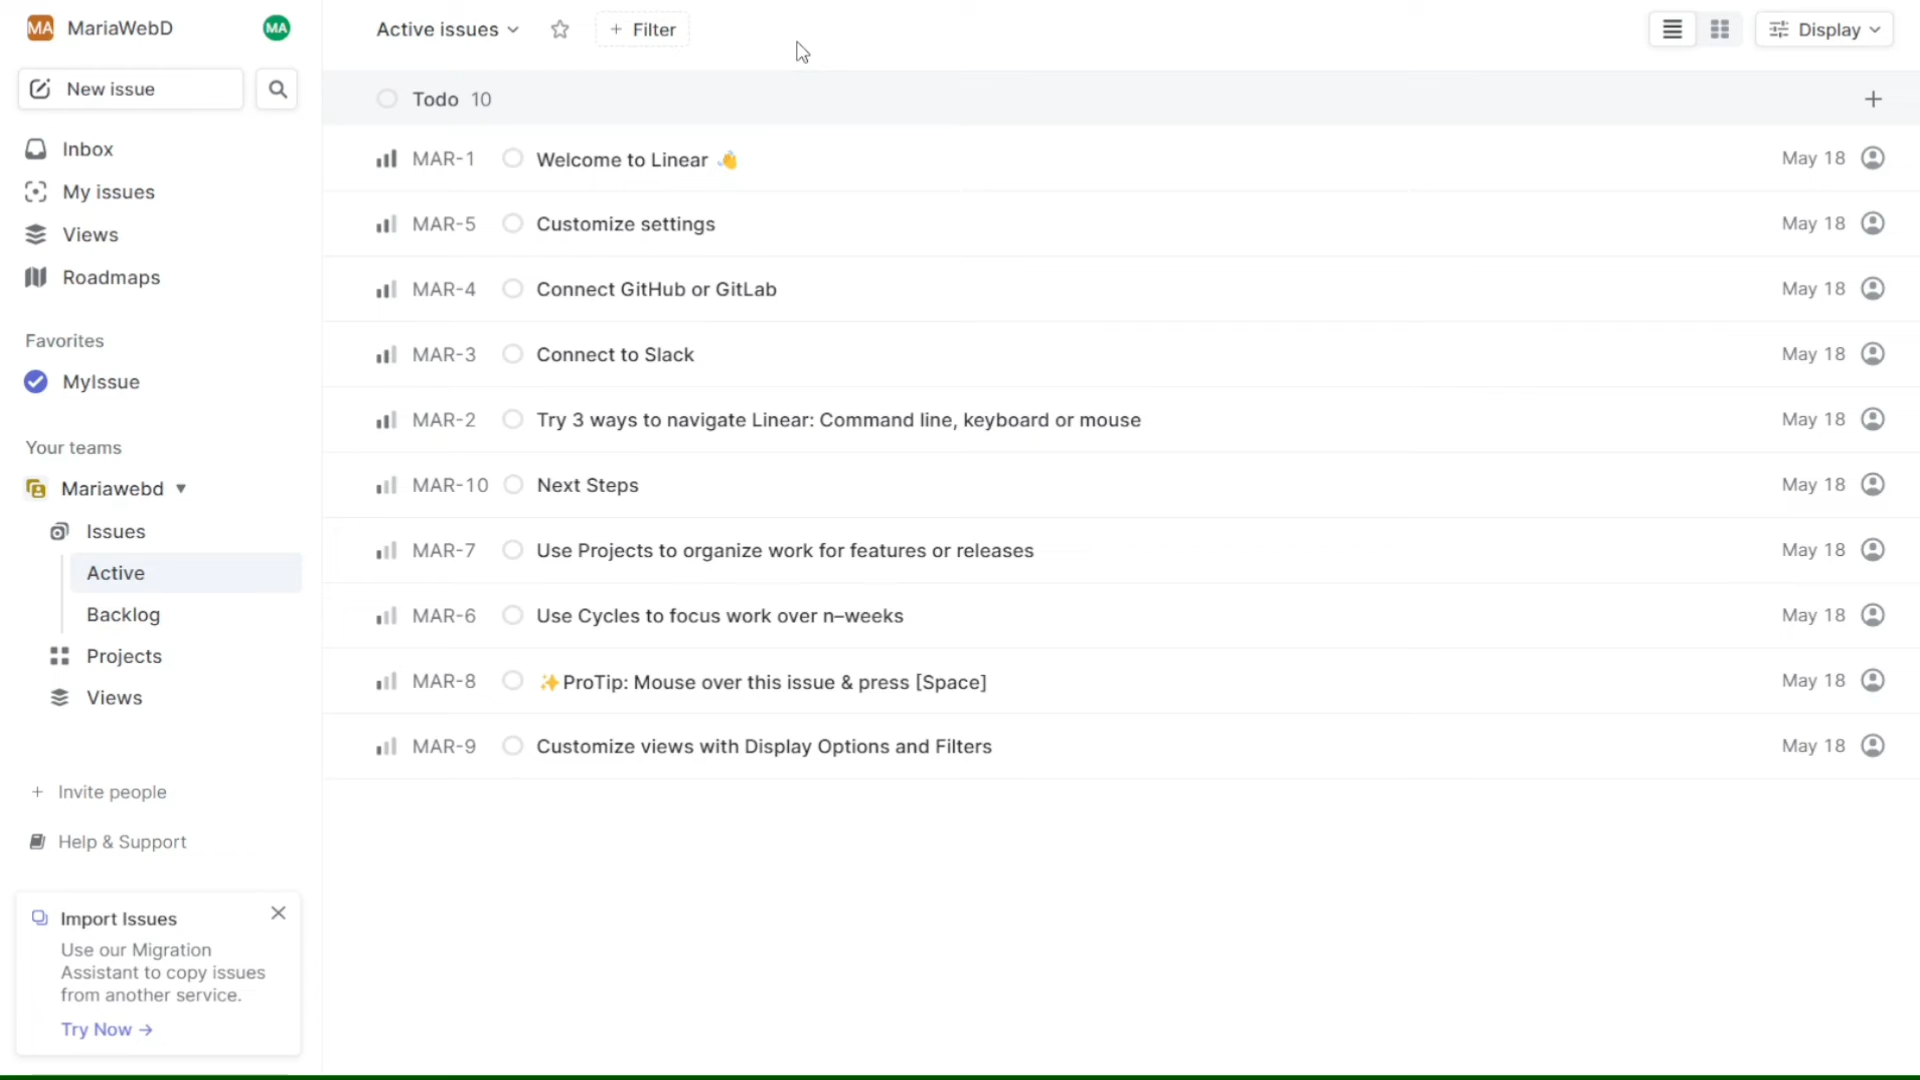 MA MariaWebD MA
New issue
Inbox
My issues
Views
Roadmaps
Favorites
MyIssue
Your teams
Mariawebd
Issues
Active
Backlog
Projects
Views
Invite people
Help & Support
Import Issues
Use our Migration
Assistant to copy issues
from another service.
Try Now →
Active issues + Filter Display
Todo 10 +
MAR-1 Welcome to Linear 👋 May 18
MAR-5 Customize settings May 18
MAR-4 Connect GitHub or GitLab May 18
MAR-3 Connect to Slack May 18
MAR-2 Try 3 ways to navigate Linear: Command line, keyboard or mouse May 18
MAR-10 Next Steps May 18
MAR-7 Use Projects to organize work for features or releases May 18
MAR-6 Use Cycles to focus work over n–weeks May 18
MAR-8 ✨ProTip: Mouse over this issue & press [Space] May 18
MAR-9 Customize views with Display Options and Filters May 18